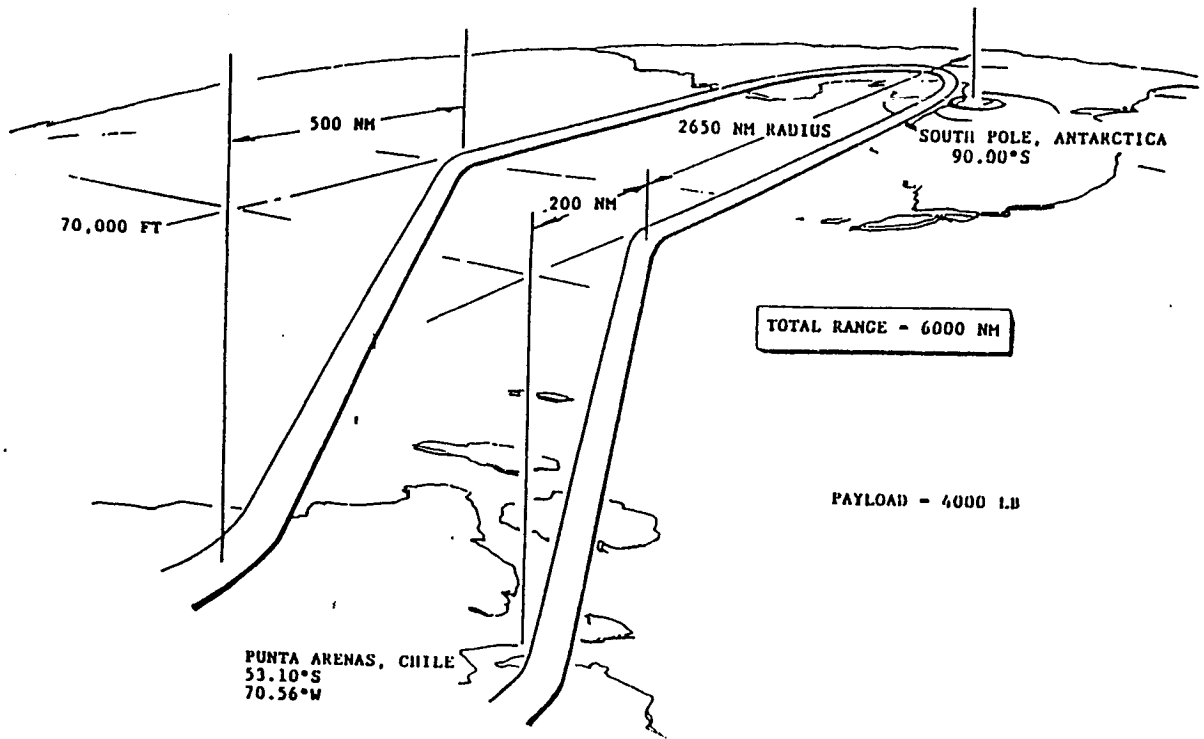 500 NM
2650 NM RADIUS
SOUTH POLE, ANTARCTICA
90.00°S
200 NM
70,000 FT
TOTAL RANGE = 6000 NM
PAYLOAD = 4000 LB
PUNTA ARENAS, CHILE
53.10°S
70.56°W